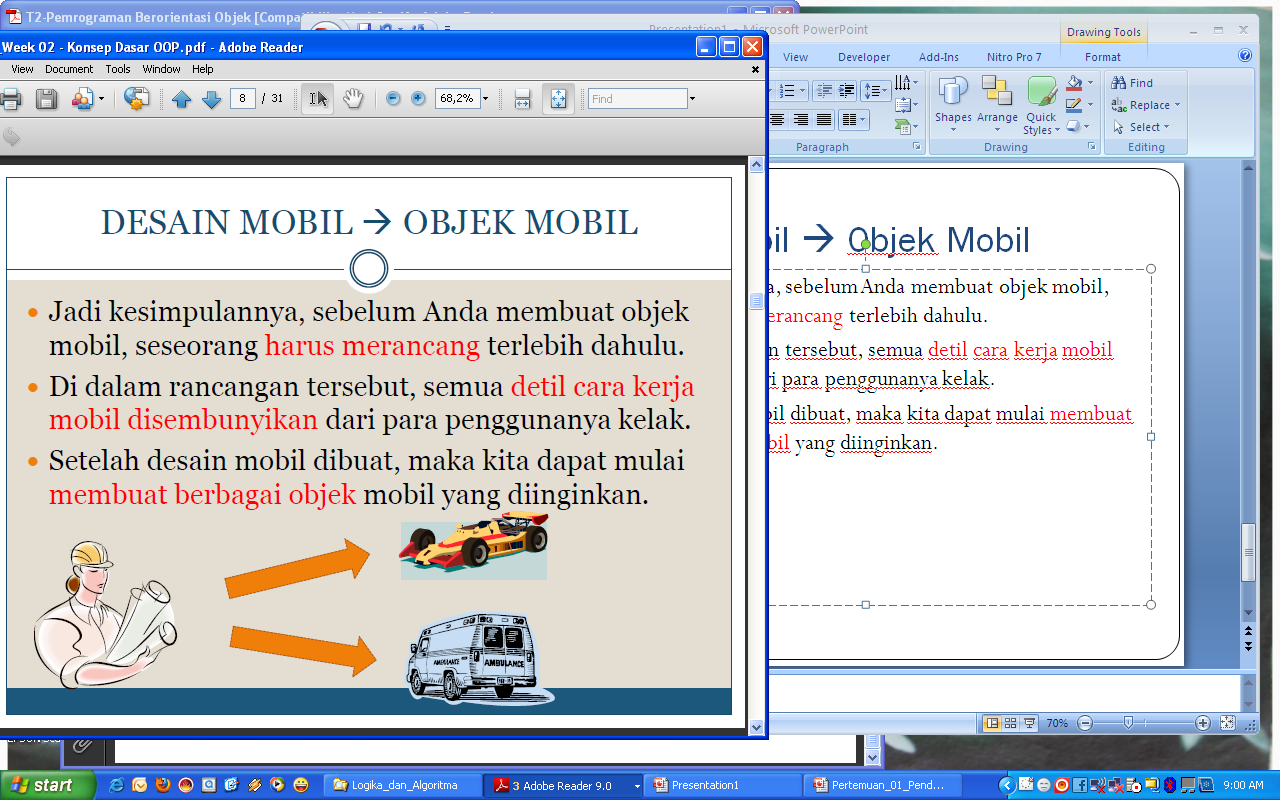 T2-Pemrograman Berorientasi Objek [Compa
Presentation1 - Microsoft PowerPoint
Drawing Tools
Week 02 - Konsep Dasar OOP.pdf - Adobe Reader
View Document Tools Window Help
View Developer Add-Ins Nitro Pro 7 Format
8 / 31
68,2%
Find
Shapes Arrange Quick Styles
Find
Replace
Select
Paragraph Drawing Editing
DESAIN MOBIL → OBJEK MOBIL
• Jadi kesimpulannya, sebelum Anda membuat objek
mobil, seseorang harus merancang terlebih dahulu.
• Di dalam rancangan tersebut, semua detil cara kerja
mobil disembunyikan dari para penggunanya kelak.
• Setelah desain mobil dibuat, maka kita dapat mulai
membuat berbagai objek mobil yang diinginkan.
AMBULANCE AMBULANCE
→ Objek Mobil
, sebelum Anda membuat objek mobil,
erancang terlebih dahulu.
tersebut, semua detil cara kerja mobil
ri para penggunanya kelak.
dibuat, maka kita dapat mulai membuat
yang diinginkan.
70%
start
Logika_dan_Algoritma
3 Adobe Reader 9.0
Presentation1
Pertemuan_01_Pend...
9:00 AM